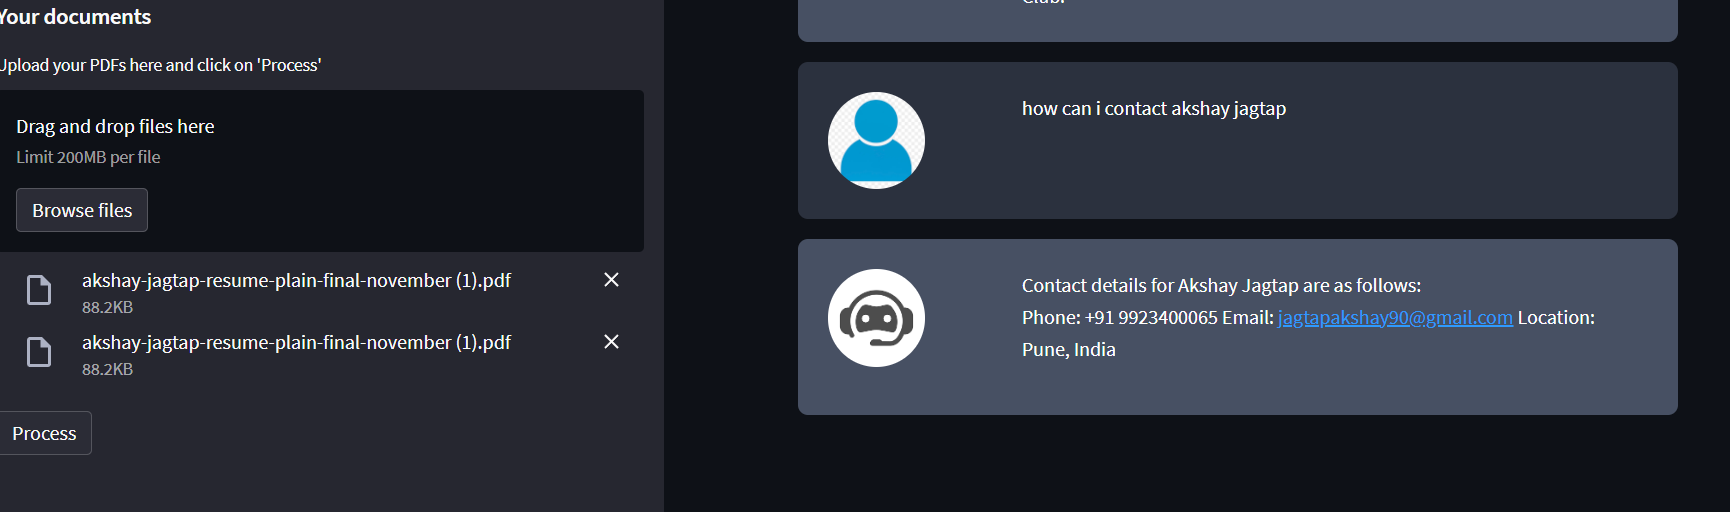 Your documents
Upload your PDFs here and click on 'Process'
Drag and drop files here
Limit 200MB per file
Browse files
akshay-jagtap-resume-plain-final-november (1).pdf
88.2KB
akshay-jagtap-resume-plain-final-november (1).pdf
88.2KB
Process
how can i contact akshay jagtap
Contact details for Akshay Jagtap are as follows:
Phone: +91 9923400065 Email: jagtapakshay90@gmail.com Location:
Pune, India